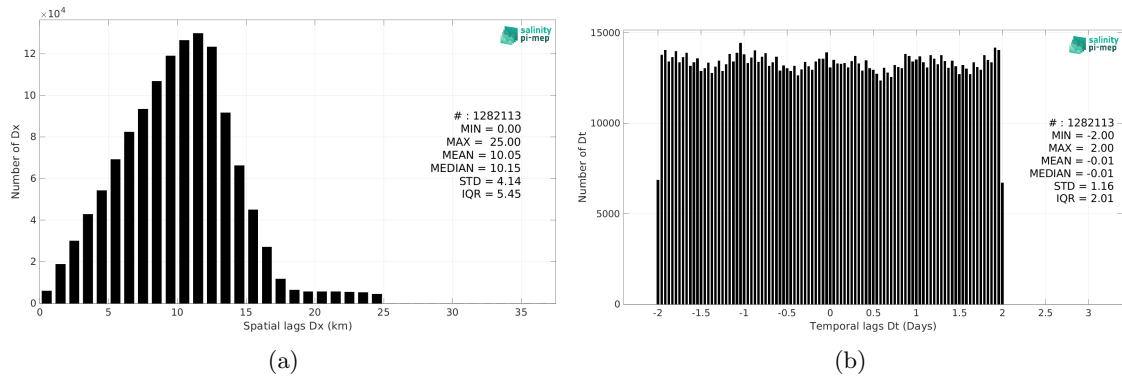 ×10⁴
12
10
8
6
4
2
0
Number of Dx
0 5 10 15 20 25 30 35
Spatial lags Dx (km)
salinity
pi-mep
# : 1282113
MIN = 0.00
MAX = 25.00
MEAN = 10.05
MEDIAN = 10.15
STD = 4.14
IQR = 5.45
(a)
15000
10000
5000
0
Number of Dt
-2 -1.5 -1 -0.5 0 0.5 1 1.5 2 2.5 3
Temporal lags Dt (Days)
salinity
pi-mep
# : 1282113
MIN = -2.00
MAX = 2.00
MEAN = -0.01
MEDIAN = -0.01
STD = 1.16
IQR = 2.01
(b)